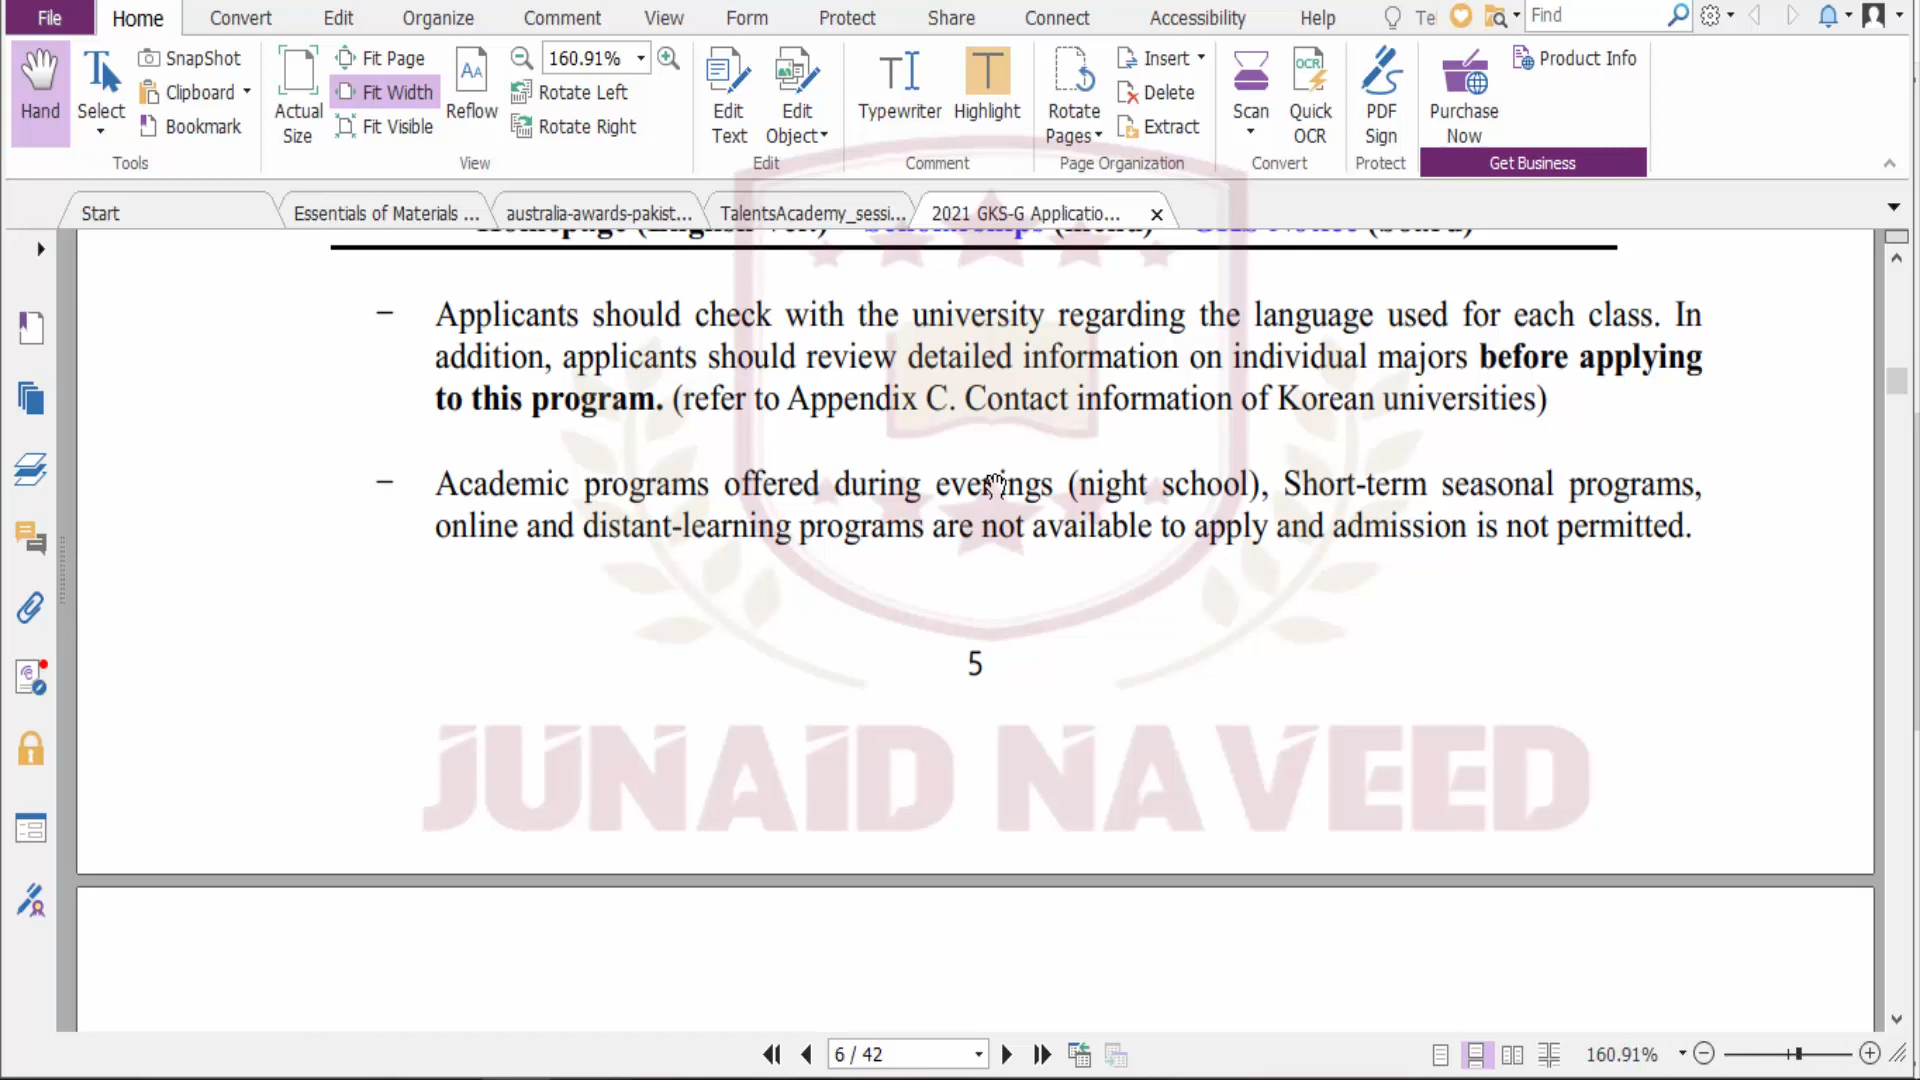 File Home Convert Edit Organize Comment View Form Protect Share Connect Accessibility Help Tel Find
SnapShot Fit Page 160.91% Insert Product Info
Clipboard Fit Width Rotate Left Delete
Hand Select Bookmark Actual Size Fit Visible Reflow Rotate Right Edit Text Edit Object Typewriter Highlight Rotate Pages Extract Scan Quick OCR PDF Sign Purchase Now
Tools View Edit Comment Page Organization Convert Protect Get Business
Start Essentials of Materials ... australia-awards-pakist... TalentsAcademy_sessi... 2021 GKS-G Applicatio...
– Applicants should check with the university regarding the language used for each class. In
addition, applicants should review detailed information on individual majors before applying
to this program. (refer to Appendix C. Contact information of Korean universities)
– Academic programs offered during evenings (night school), Short-term seasonal programs,
online and distant-learning programs are not available to apply and admission is not permitted.
5
JUNAID NAVEED
6 / 42 160.91%